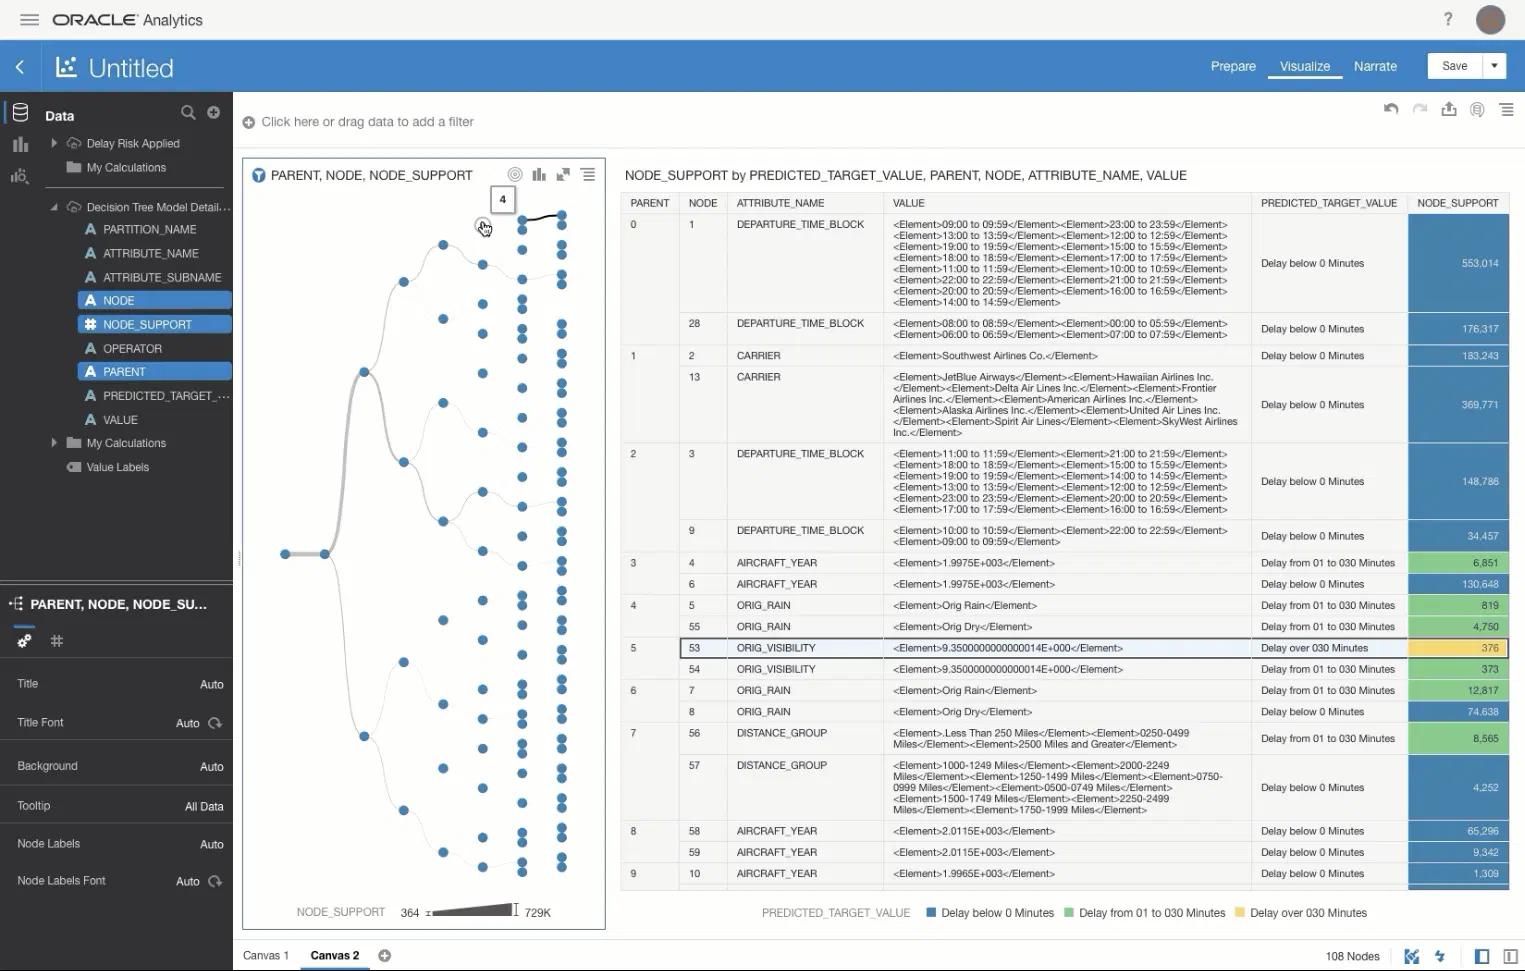 ORACLE Analytics
?
Untitled
Prepare
Visualize
Narrate
Save
Data
Delay Risk Applied
My Calculations
Decision Tree Model Detail...
A PARTITION_NAME
A ATTRIBUTE_NAME
A ATTRIBUTE_SUBNAME
A NODE
# NODE_SUPPORT
A OPERATOR
A PARENT
A PREDICTED_TARGET_...
A VALUE
My Calculations
Value Labels
PARENT, NODE, NODE_SU...
#
Title Auto
Title Font Auto
Background Auto
Tooltip All Data
Node Labels Auto
Node Labels Font Auto
Click here or drag data to add a filter
PARENT, NODE, NODE_SUPPORT
4
NODE_SUPPORT 364 729K
NODE_SUPPORT by PREDICTED_TARGET_VALUE, PARENT, NODE, ATTRIBUTE_NAME, VALUE
PARENT NODE ATTRIBUTE_NAME VALUE PREDICTED_TARGET_VALUE NODE_SUPPORT
0 1 DEPARTURE_TIME_BLOCK <Element>09:00 to 09:59</Element><Element>23:00 to 23:59</Element>
<Element>13:00 to 13:59</Element><Element>12:00 to 12:59</Element>
<Element>19:00 to 19:59</Element><Element>15:00 to 15:59</Element>
<Element>18:00 to 18:59</Element><Element>17:00 to 17:59</Element>
<Element>11:00 to 11:59</Element><Element>10:00 to 10:59</Element> Delay below 0 Minutes 553,014
<Element>22:00 to 22:59</Element><Element>21:00 to 21:59</Element>
<Element>20:00 to 20:59</Element><Element>16:00 to 16:59</Element>
<Element>14:00 to 14:59</Element>
28 DEPARTURE_TIME_BLOCK <Element>08:00 to 08:59</Element><Element>00:00 to 05:59</Element>
<Element>06:00 to 06:59</Element><Element>07:00 to 07:59</Element> Delay below 0 Minutes 176,317
1 2 CARRIER <Element>Southwest Airlines Co.</Element> Delay below 0 Minutes 183,243
13 CARRIER <Element>JetBlue Airways</Element><Element>Hawaiian Airlines Inc.
</Element><Element>Delta Air Lines Inc.</Element><Element>Frontier
Airlines Inc.</Element><Element>American Airlines Inc.</Element>
<Element>Alaska Airlines Inc.</Element><Element>United Air Lines Inc. Delay below 0 Minutes 369,771
</Element><Element>Spirit Air Lines</Element><Element>SkyWest Airlines
Inc.</Element>
2 3 DEPARTURE_TIME_BLOCK <Element>11:00 to 11:59</Element><Element>21:00 to 21:59</Element>
<Element>18:00 to 18:59</Element><Element>15:00 to 15:59</Element>
<Element>19:00 to 19:59</Element><Element>14:00 to 14:59</Element>
<Element>13:00 to 13:59</Element><Element>12:00 to 12:59</Element> Delay below 0 Minutes 148,786
<Element>23:00 to 23:59</Element><Element>20:00 to 20:59</Element>
<Element>17:00 to 17:59</Element><Element>16:00 to 16:59</Element>
9 DEPARTURE_TIME_BLOCK <Element>10:00 to 10:59</Element><Element>22:00 to 22:59</Element>
<Element>09:00 to 09:59</Element> Delay below 0 Minutes 34,457
3 4 AIRCRAFT_YEAR <Element>1.9975E+003</Element> Delay from 01 to 030 Minutes 6,851
6 AIRCRAFT_YEAR <Element>1.9975E+003</Element> Delay below 0 Minutes 130,648
4 5 ORIG_RAIN <Element>Orig Rain</Element> Delay from 01 to 030 Minutes 819
55 ORIG_RAIN <Element>Orig Dry</Element> Delay from 01 to 030 Minutes 4,750
5 53 ORIG_VISIBILITY <Element>9.3500000000000014E+000</Element> Delay over 030 Minutes 376
54 ORIG_VISIBILITY <Element>9.3500000000000014E+000</Element> Delay from 01 to 030 Minutes 373
6 7 ORIG_RAIN <Element>Orig Rain</Element> Delay from 01 to 030 Minutes 12,817
8 ORIG_RAIN <Element>Orig Dry</Element> Delay below 0 Minutes 74,638
7 56 DISTANCE_GROUP <Element>.Less Than 250 Miles</Element><Element>0250-0499
Miles</Element><Element>2500 Miles and Greater</Element> Delay from 01 to 030 Minutes 8,565
57 DISTANCE_GROUP <Element>1000-1249 Miles</Element><Element>2000-2249
Miles</Element><Element>1250-1499 Miles</Element><Element>0750-
0999 Miles</Element><Element>0500-0749 Miles</Element> Delay below 0 Minutes 4,252
<Element>1500-1749 Miles</Element><Element>2250-2499
Miles</Element><Element>1750-1999 Miles</Element>
8 58 AIRCRAFT_YEAR <Element>2.0115E+003</Element> Delay below 0 Minutes 65,296
59 AIRCRAFT_YEAR <Element>2.0115E+003</Element> Delay below 0 Minutes 9,342
9 10 AIRCRAFT_YEAR <Element>1.9965E+003</Element> Delay below 0 Minutes 1,309
PREDICTED_TARGET_VALUE Delay below 0 Minutes Delay from 01 to 030 Minutes Delay over 030 Minutes
Canvas 1
Canvas 2
108 Nodes